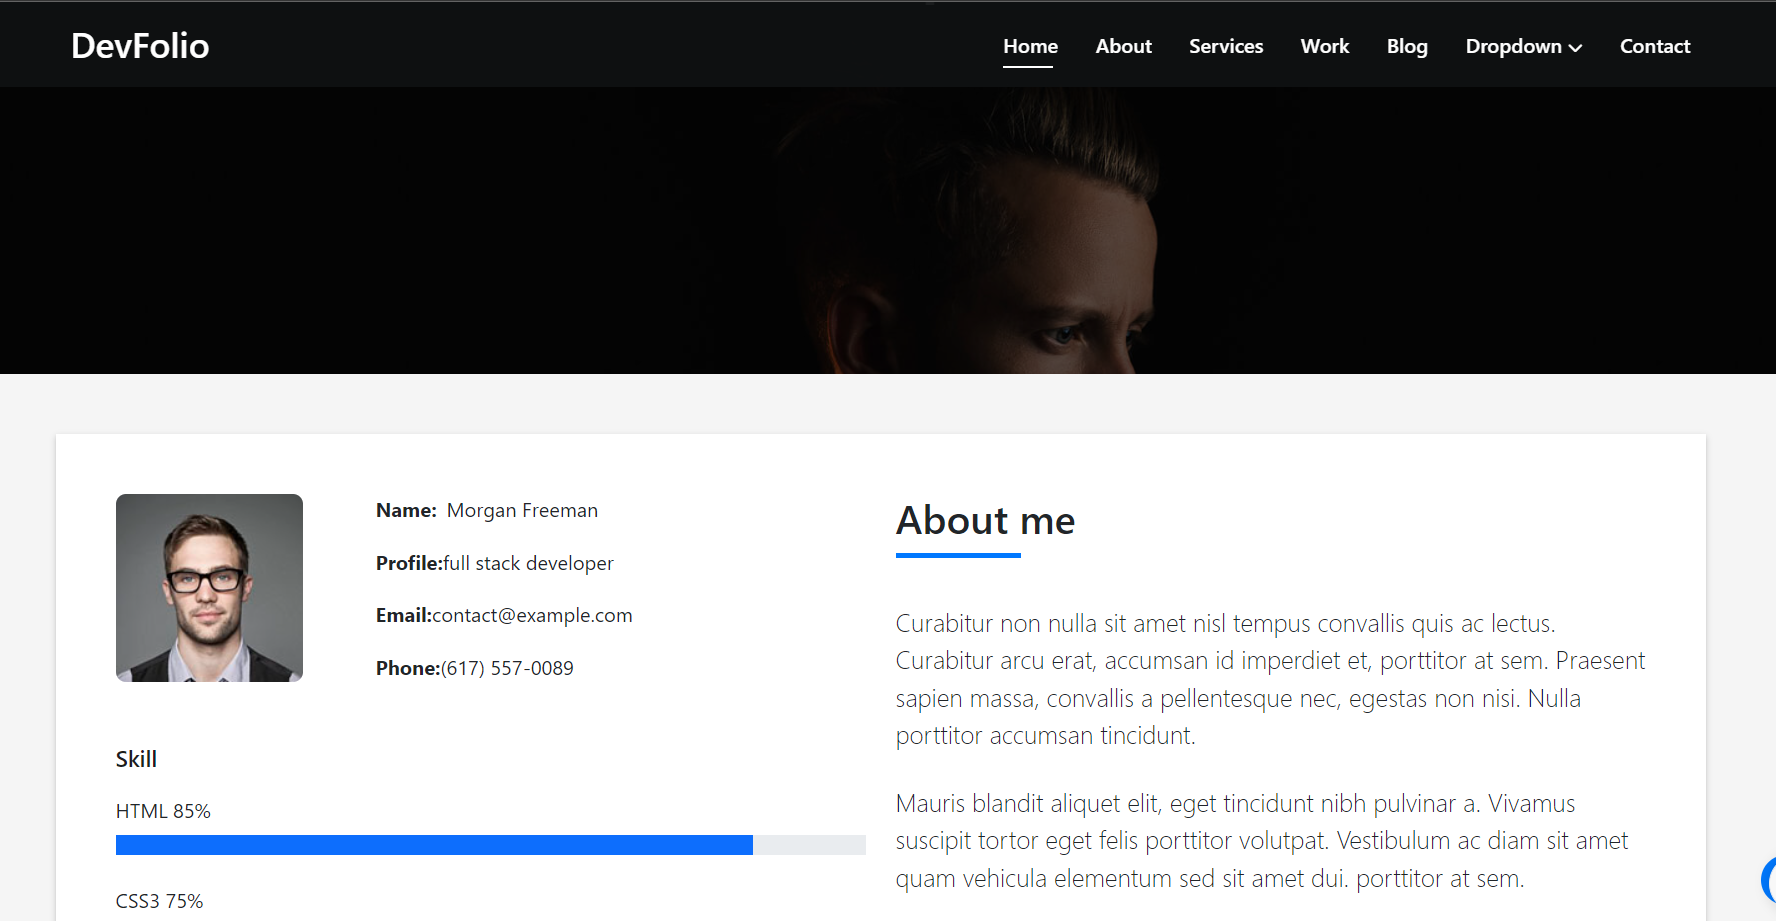 DevFolio
Home About Services Work Blog Dropdown Contact
Name: Morgan Freeman
Profile:full stack developer
Email:contact@example.com
Phone:(617) 557-0089
Skill
HTML 85%
CSS3 75%
About me
Curabitur non nulla sit amet nisl tempus convallis quis ac lectus.
Curabitur arcu erat, accumsan id imperdiet et, porttitor at sem. Praesent
sapien massa, convallis a pellentesque nec, egestas non nisi. Nulla
porttitor accumsan tincidunt.
Mauris blandit aliquet elit, eget tincidunt nibh pulvinar a. Vivamus
suscipit tortor eget felis porttitor volutpat. Vestibulum ac diam sit amet
quam vehicula elementum sed sit amet dui. porttitor at sem.